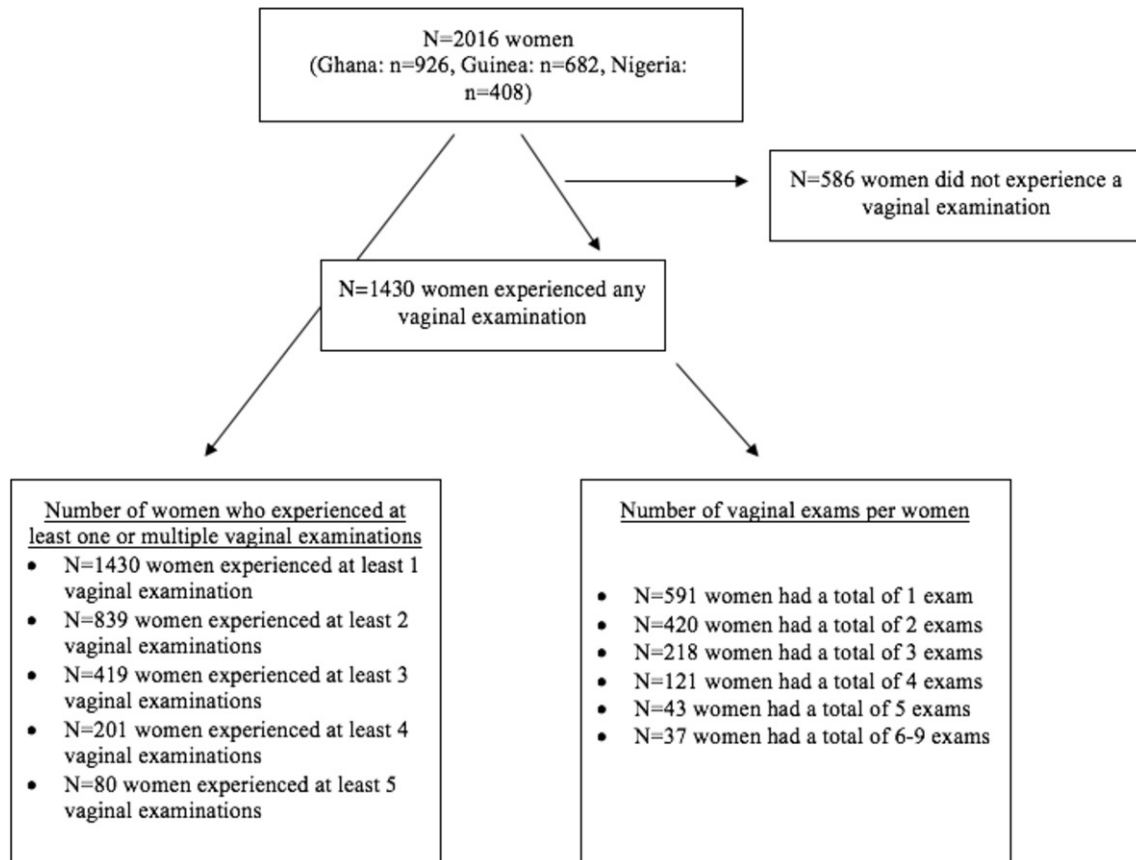 N=2016 women
(Ghana: n=926, Guinea: n=682, Nigeria:
n=408)
N=586 women did not experience a
vaginal examination
N=1430 women experienced any
vaginal examination
Number of women who experienced at
least one or multiple vaginal examinations
• N=1430 women experienced at least 1
vaginal examination
• N=839 women experienced at least 2
vaginal examinations
• N=419 women experienced at least 3
vaginal examinations
• N=201 women experienced at least 4
vaginal examinations
• N=80 women experienced at least 5
vaginal examinations
Number of vaginal exams per women
• N=591 women had a total of 1 exam
• N=420 women had a total of 2 exams
• N=218 women had a total of 3 exams
• N=121 women had a total of 4 exams
• N=43 women had a total of 5 exams
• N=37 women had a total of 6-9 exams